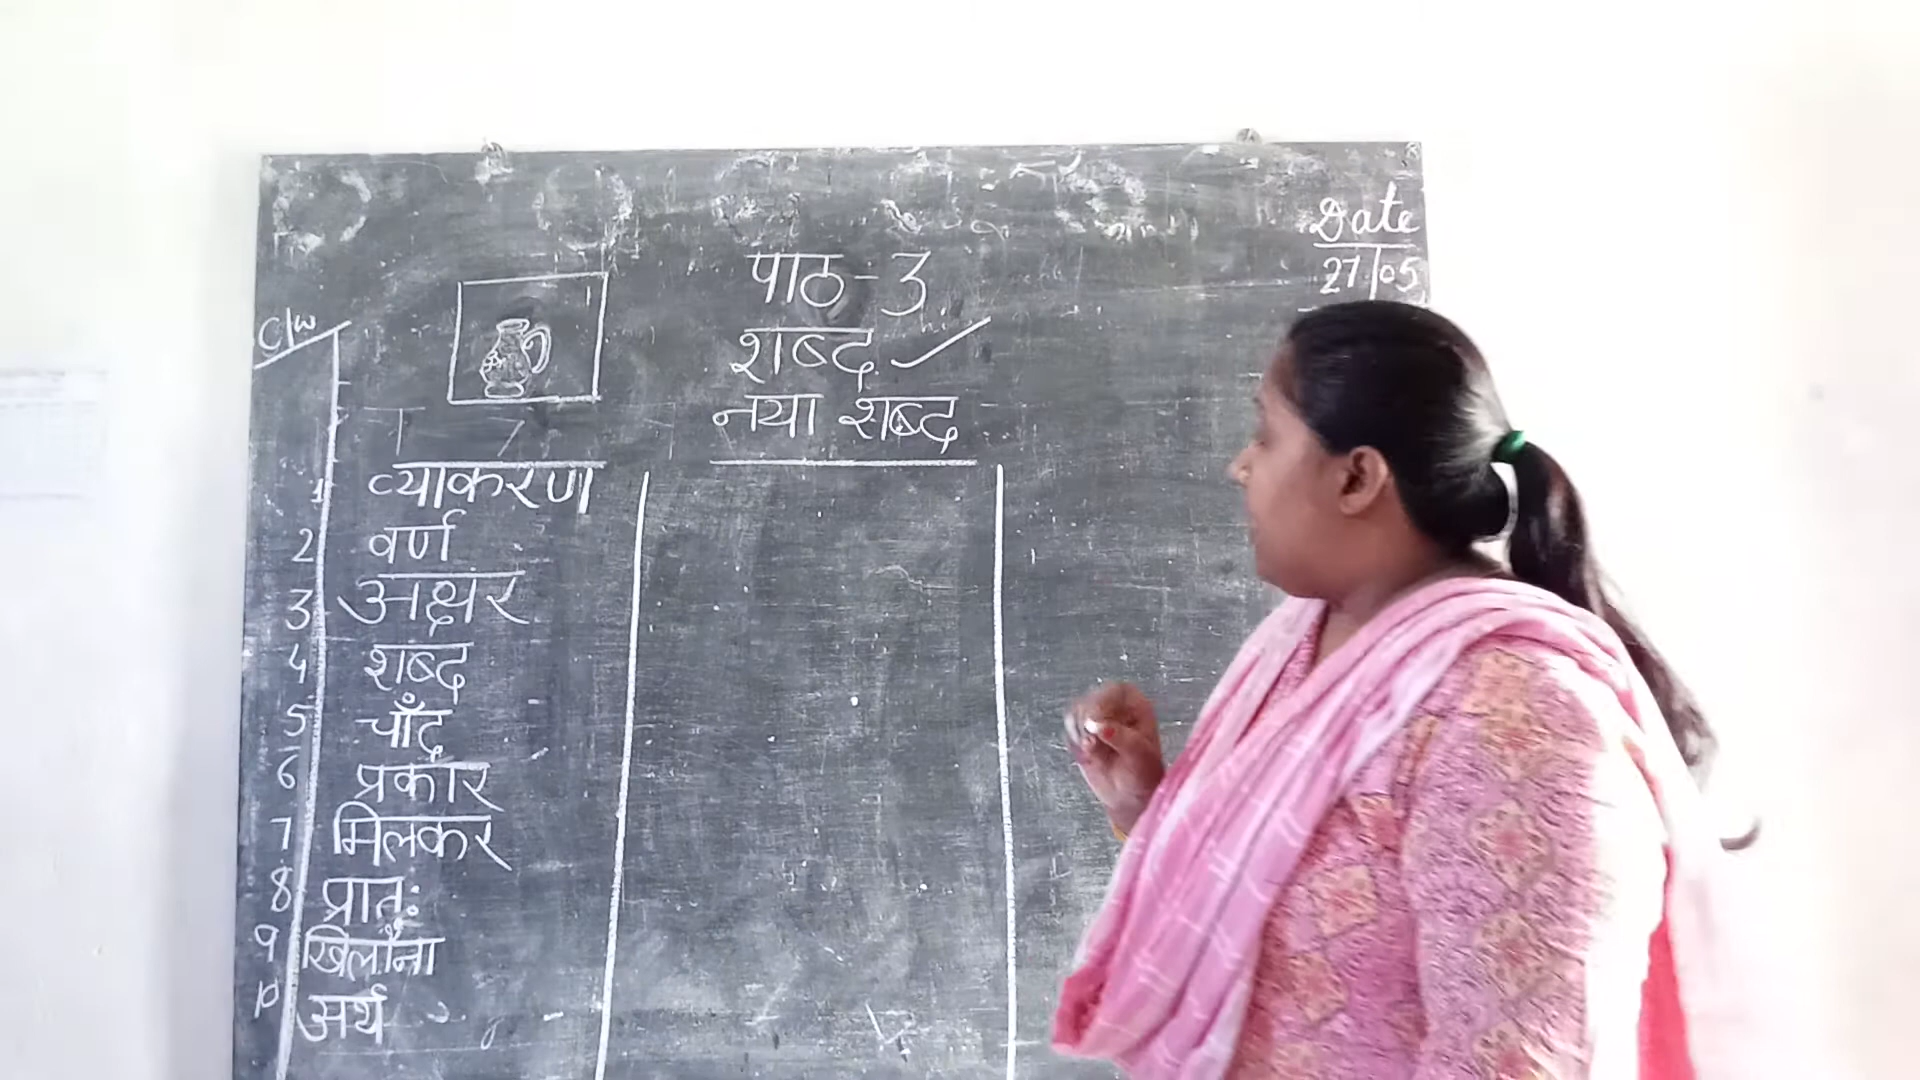 Date
27/05
पाठ-3
शब्द
नया शब्द
C/w
1 व्याकरण
2 वर्ण
3 अक्षर
4 शब्द
5 चाँद
6 प्रकार
7 मिलकर
8 प्रातः
9 खिलौना
10 अर्थ